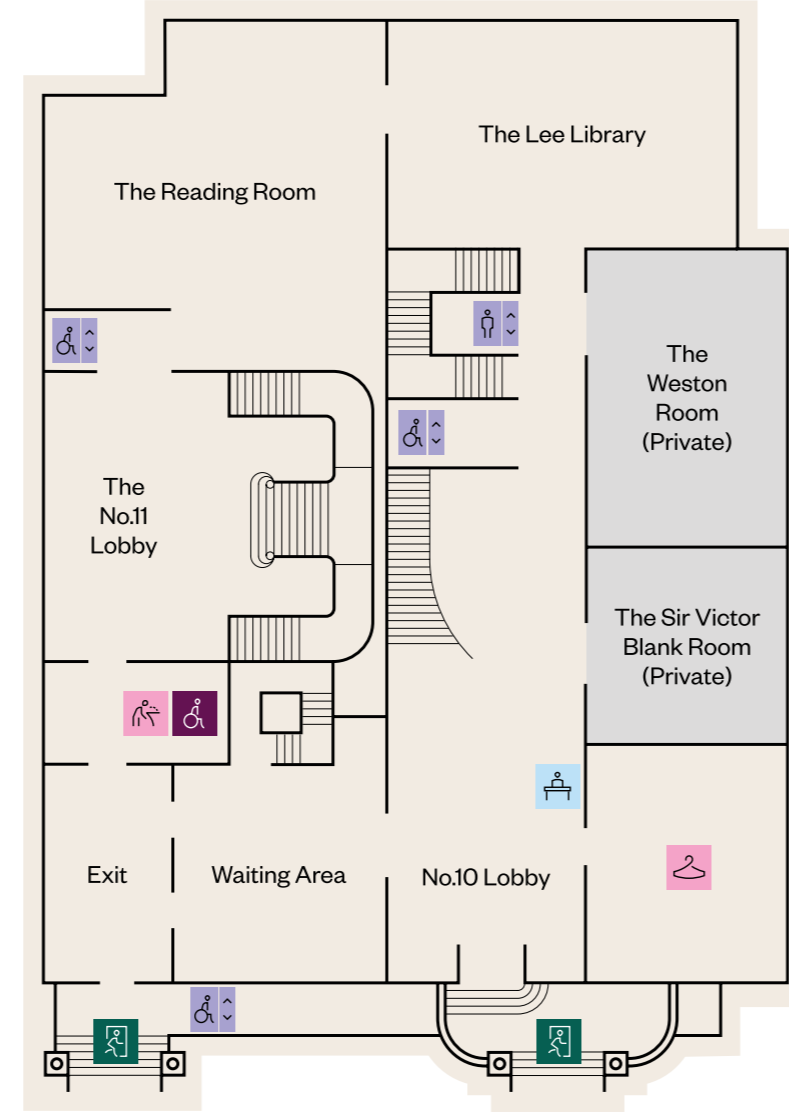 The Lee Library
The Reading Room
The
Weston
Room
(Private)
The
No.11
Lobby
The Sir Victor
Blank Room
(Private)
Exit
Waiting Area
No.10 Lobby